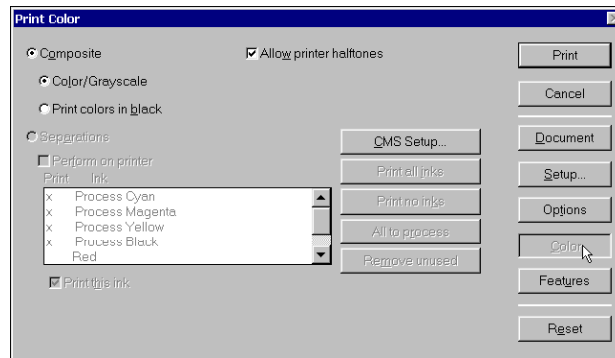 Print Color
Composite
Allow printer halftones
Color/Grayscale
Print colors in black
Separations
Perform on printer
Print Ink
x Process Cyan
x Process Magenta
x Process Yellow
x Process Black
Red
Print this ink
CMS Setup...
Print all inks
Print no inks
All to process
Remove unused
Print
Cancel
Document
Setup...
Options
Color
Features
Reset